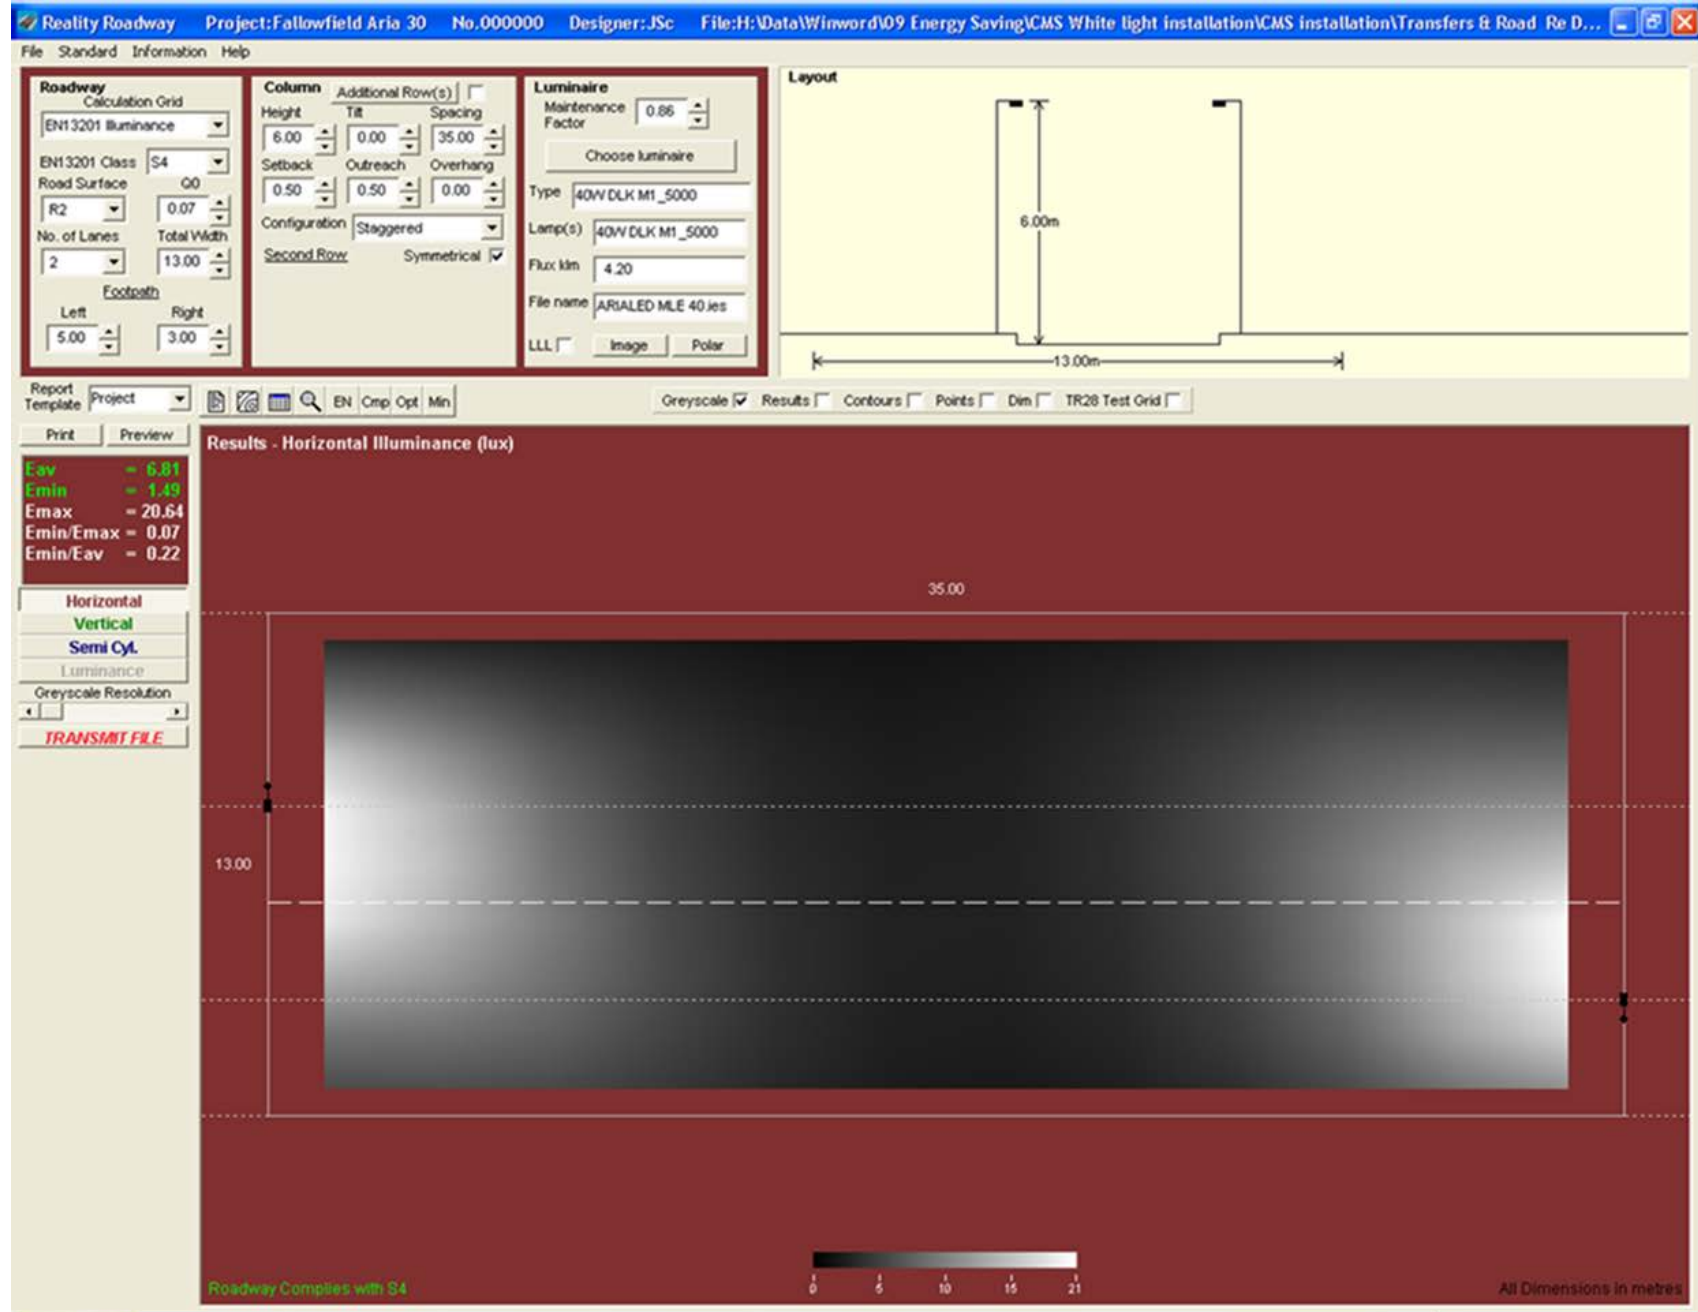 Reality Roadway Project:Fallowfield Aria 30 No.000000 Designer:JSc File:H:\Data\Winword\09 Energy Saving\CMS White light installation\CMS installation\Transfers & Road Re D...
File Standard Information Help
Roadway
Calculation Grid
EN13201 Illuminance
EN13201 Class S4
Road Surface Q0
R2 0.07
No. of Lanes Total Width
2 13.00
Footpath
Left Right
5.00 3.00
Column Additional Row(s)
Height Tilt Spacing
6.00 0.00 35.00
Setback Outreach Overhang
0.50 0.50 0.00
Configuration Staggered
Second Row Symmetrical
Luminaire
Maintenance Factor 0.86
Choose luminaire
Type 40W DLK M1_5000
Lamp(s) 40W DLK M1_5000
Flux klm 4.20
File name ARIALED MLE 40.ies
LLL Image Polar
Layout
6.00m
13.00m
Report Template Project
EN Cmp Opt Min
Greyscale Results Contours Points Dim TR28 Test Grid
Print Preview
Eav = 6.81
Emin = 1.49
Emax = 20.64
Emin/Emax = 0.07
Emin/Eav = 0.22
Horizontal
Vertical
Semi Cyl.
Luminance
Greyscale Resolution
TRANSMIT FILE
Results - Horizontal Illuminance (lux)
35.00
13.00
0 5 10 15 21
Roadway Complies with S4
All Dimensions in metres